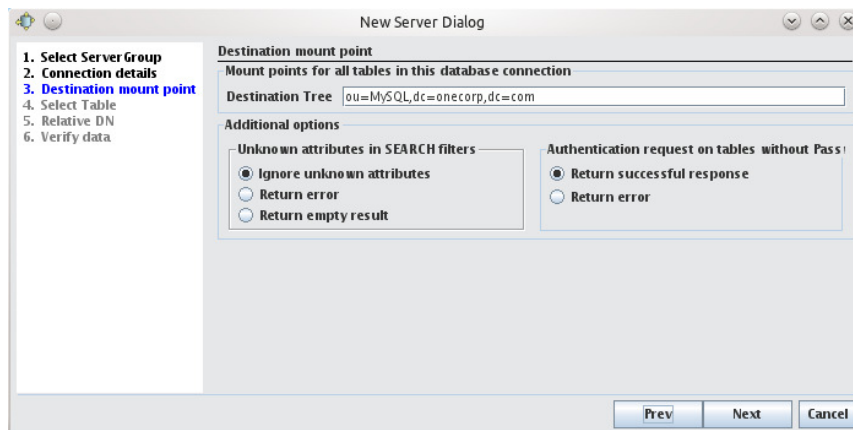 New Server Dialog
1. Select Server Group
2. Connection details
3. Destination mount point
4. Select Table
5. Relative DN
6. Verify data
Destination mount point
Mount points for all tables in this database connection
Destination Tree ou=MySQL,dc=onecorp,dc=com
Additional options
Unknown attributes in SEARCH filters
Ignore unknown attributes
Return error
Return empty result
Authentication request on tables without Pass
Return successful response
Return error
Prev Next Cancel